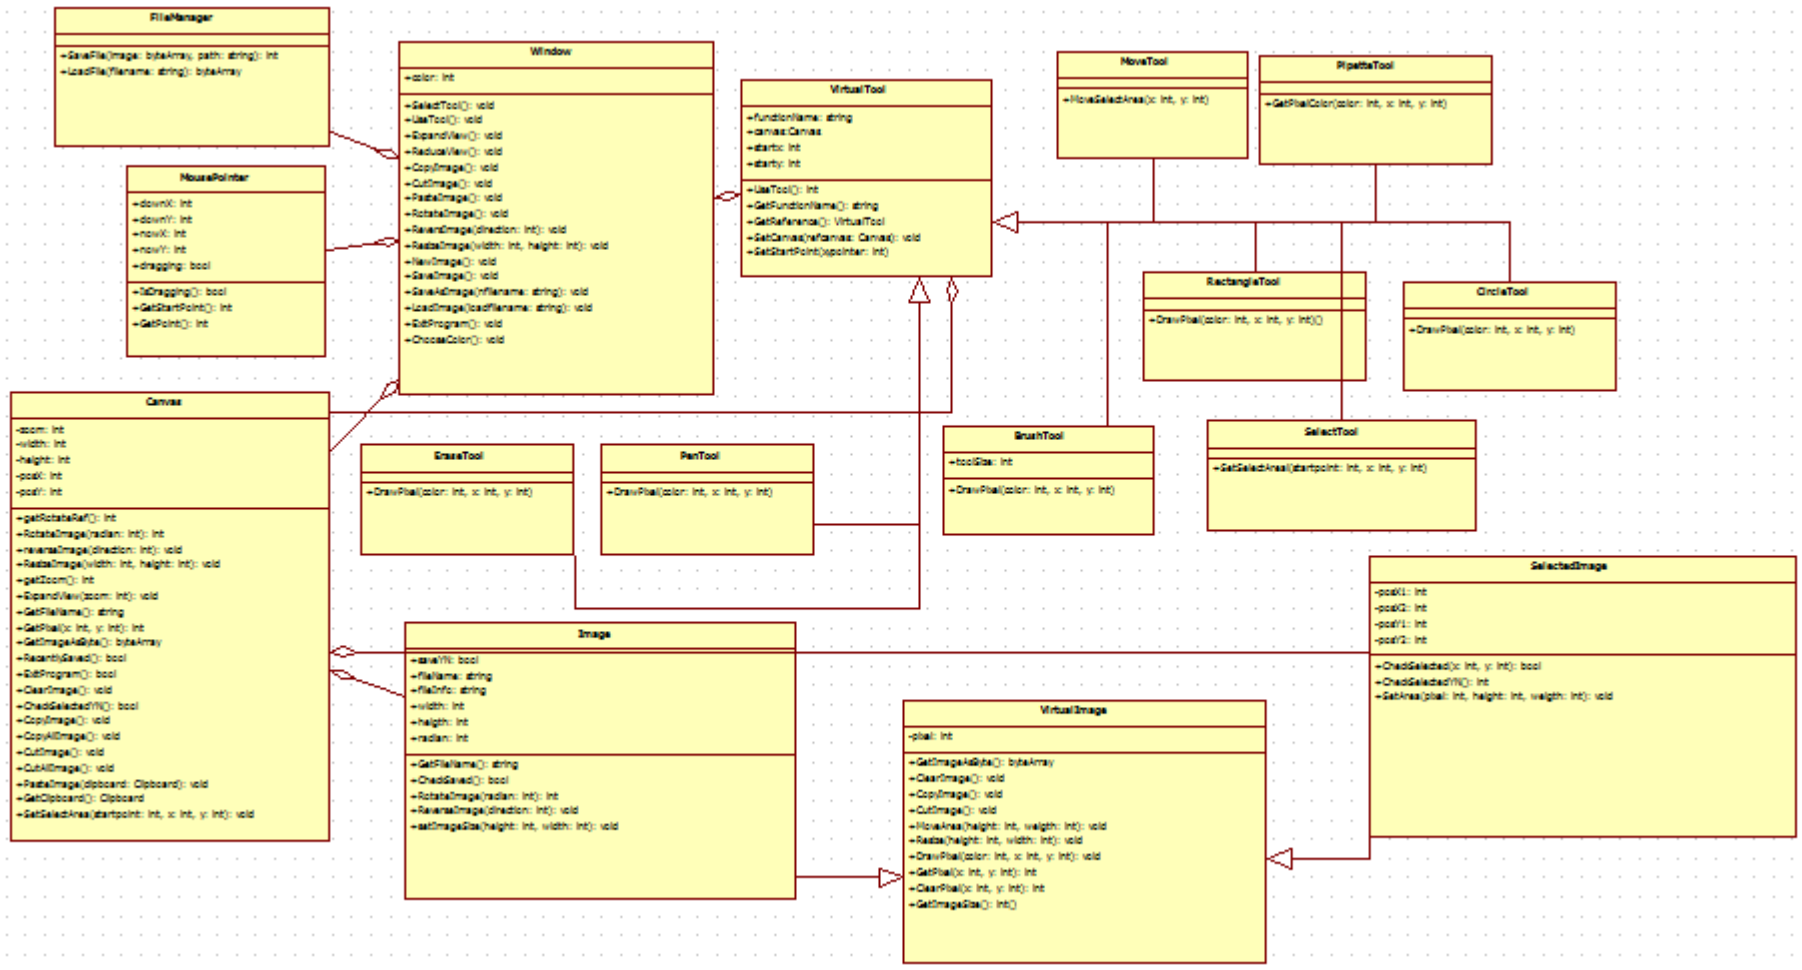 FileManager
+SaveFile(image: byteArray, path: string): int
+LoadFile(filename: string): byteArray
Window
+color: int
+SelectTool(): void
+UseTool(): void
+ExpandView(): void
+ReduceView(): void
+CopyImage(): void
+CutImage(): void
+PasteImage(): void
+RotateImage(): void
+ReversImage(direction: int): void
+ResizeImage(width: int, height: int): void
+NewImage(): void
+SaveImage(): void
+SaveAsImage(nfilename: string): void
+LoadImage(loadfilename: string): void
+ExitProgram(): void
+ChooseColor(): void
VirtualTool
+functionName: string
+canvas:Canvas
+startx: int
+starty: int
+UseTool(): int
+GetFunctionName(): string
+GetReference(): VirtualTool
+SetCanvas(refcanvas: Canvas): void
+SetStartPoint(xpointer: int)
MoveTool
+MoveSelectArea(x: int, y: int)
PipetteTool
+GetPixelColor(color: int, x: int, y: int)
MousePointer
+downX: int
+downY: int
+nowX: int
+nowY: int
+dragging: bool
+IsDragging(): bool
+GetStartPoint(): int
+GetPoint(): int
RectangleTool
+DrawPixel(color: int, x: int, y: int)()
CircleTool
+DrawPixel(color: int, x: int, y: int)
Canvas
-zoom: int
-width: int
-height: int
-posX: int
-posY: int
+getRotateRef(): int
+RotateImage(radian: int): int
+reverseImage(direction: int): void
+ResizeImage(width: int, height: int): void
+getZoom(): int
+ExpandView(zoom: int): void
+GetFileName(): string
+GetPixel(x: int, y: int): int
+GetImageAsByte(): byteArray
+RecentlySaved(): bool
+ExitProgram(): bool
+ClearImage(): void
+CheckSelectedYN(): bool
+CopyImage(): void
+CopyAllImage(): void
+CutImage(): void
+CutAllImage(): void
+PasteImage(clipboard: Clipboard): void
+GetClipboard(): Clipboard
+SetSelectArea(startpoint: int, x: int, y: int): void
EraseTool
+DrawPixel(color: int, x: int, y: int)
PenTool
+DrawPixel(color: int, x: int, y: int)
BrushTool
+toolSize: int
+DrawPixel(color: int, x: int, y: int)
SelectTool
+SetSelectAreal(startpoint: int, x: int, y: int)
SelectedImage
-posX1: int
-posX2: int
-posY1: int
-posY2: int
+CheckSelected(x: int, y: int): bool
+CheckSelectedYN(): int
+SetArea(pixel: int, height: int, weigth: int): void
Image
+saveYN: bool
+fileName: string
+fileInfo: string
+width: int
+heigth: int
+radian: int
+GetFileName(): string
+CheckSaved(): bool
+RotateImage(radian: int): int
+ReverseImage(direction: int): void
+setImageSize(height: int, width: int): void
VirtualImage
-pixel: int
+GetImageAsByte(): byteArray
+ClearImage(): void
+CopyImage(): void
+CutImage(): void
+MoveArea(height: int, weigth: int): void
+Resize(height: int, width: int): void
+DrawPixel(color: int, x: int, y: int): void
+GetPixel(x: int, y: int): int
+ClearPixel(x: int, y: int): int
+GetImageSize(): int()